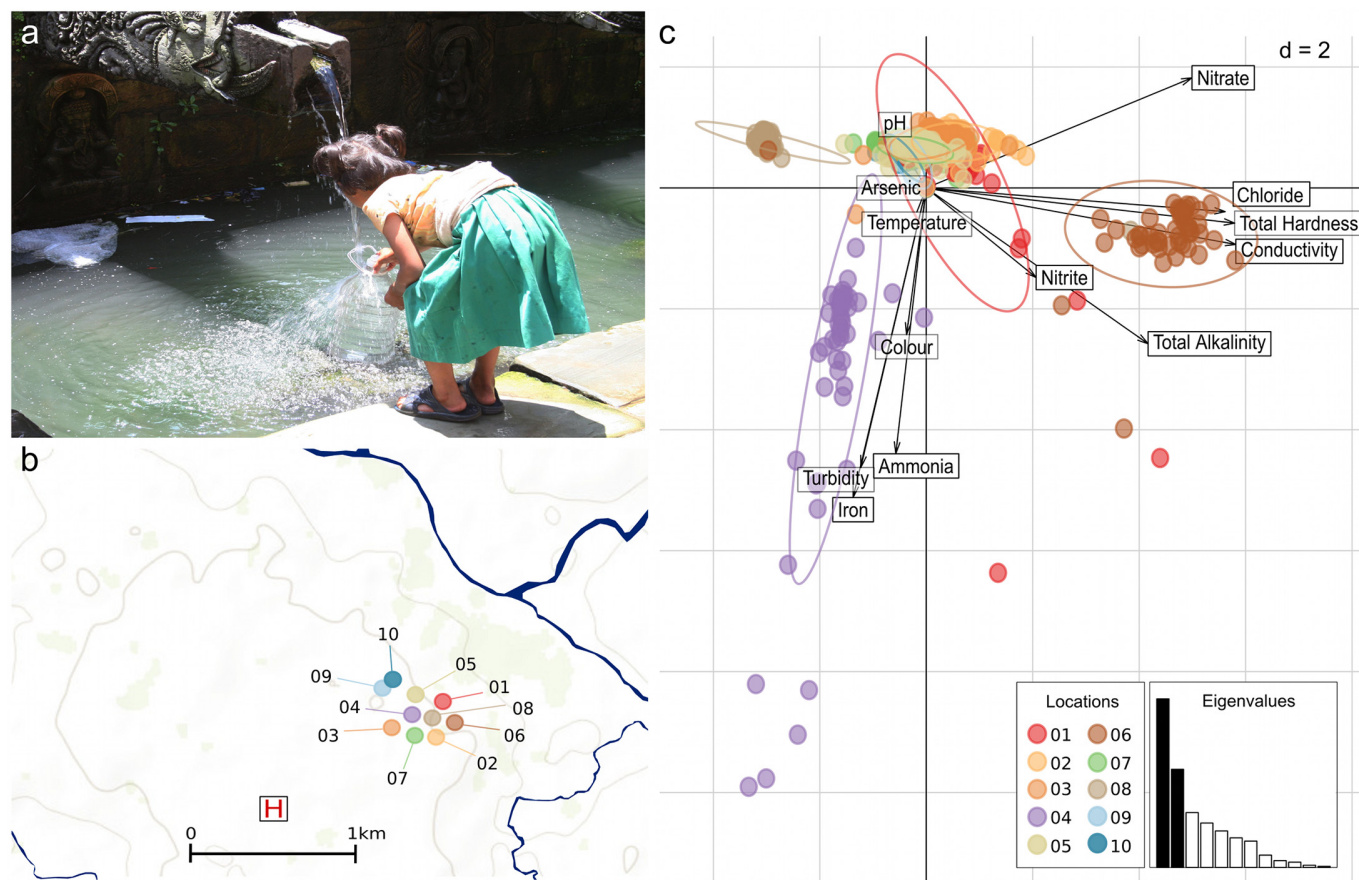 a
b
10
09
05
01
04
08
03
06
07
02
H
0
1km
c
d = 2
Nitrate
pH
Arsenic
Chloride
Temperature
Total Hardness
Conductivity
Nitrite
Colour
Total Alkalinity
Ammonia
Turbidity
Iron
Locations
01
06
02
07
03
08
04
09
05
10
Eigenvalues